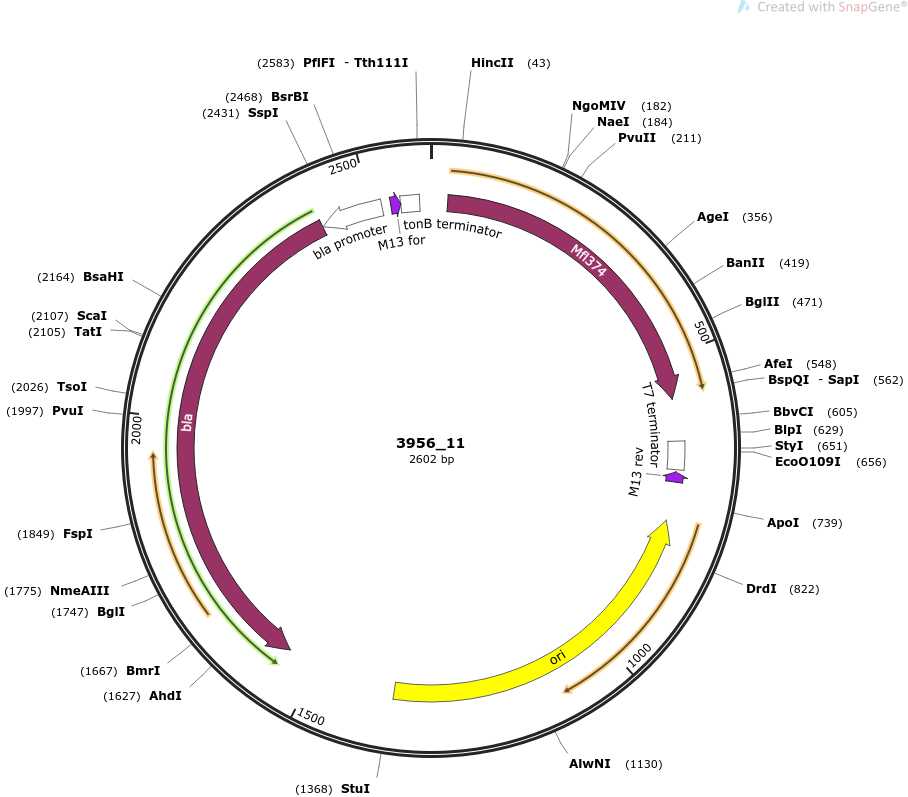 Created with SnapGene®
(2583) PflFI - Tth111I
HincII (43)
(2468) BsrBI
(2431) SspI
NgoMIV (182)
NaeI (184)
PvuII (211)
2500
tonB terminator
bla promoter
M13 for
Mfl374
AgeI (356)
BanII (419)
BglII (471)
500
(2164) BsaHI
(2107) ScaI
(2105) TatI
AfeI (548)
BspQI - SapI (562)
(2026) TsoI
(1997) PvuI
BbvCI (605)
BlpI (629)
StyI (651)
EcoO109I (656)
2000
bla
T7 terminator
M13 rev
3956_11
2602 bp
ApoI (739)
(1849) FspI
DrdI (822)
(1775) NmeAIII
(1747) BglI
ori
1000
(1667) BmrI
(1627) AhdI
1500
AlwNI (1130)
(1368) StuI